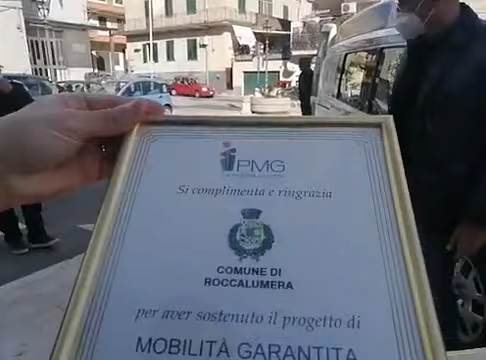 PMG
Si complimenta e ringrazia
COMUNE DI
ROCCALUMERA
per aver sostenuto il progetto di
MOBILITÀ GARANTITA